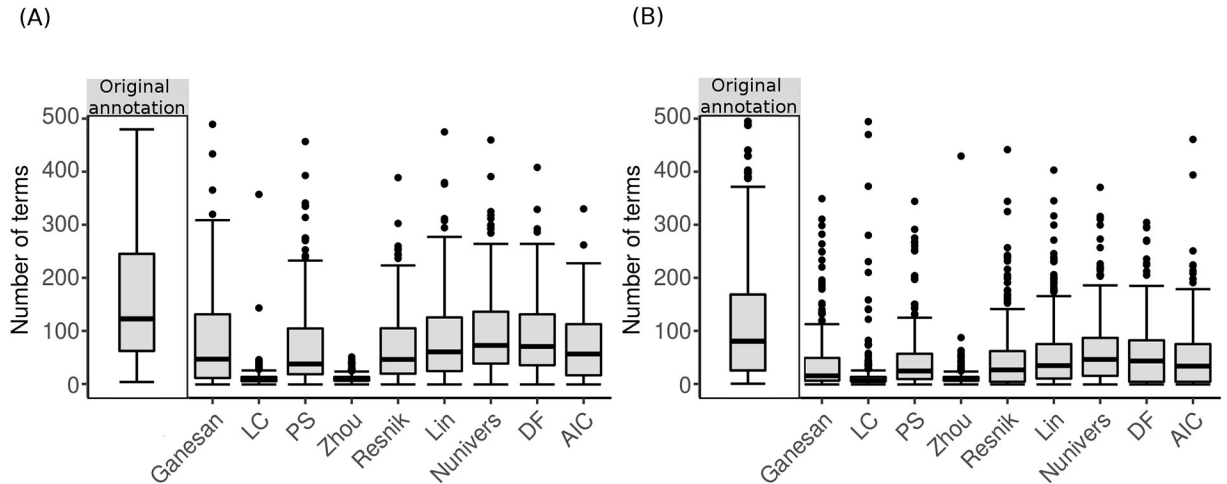 (A)
Original
annotation
Number of terms
500
400
300
200
100
0
Ganesan
LC
PS
Zhou
Resnik
Lin
Nunivers
DF
AIC
(B)
Original
annotation
Number of terms
500
400
300
200
100
0
Ganesan
LC
PS
Zhou
Resnik
Lin
Nunivers
DF
AIC